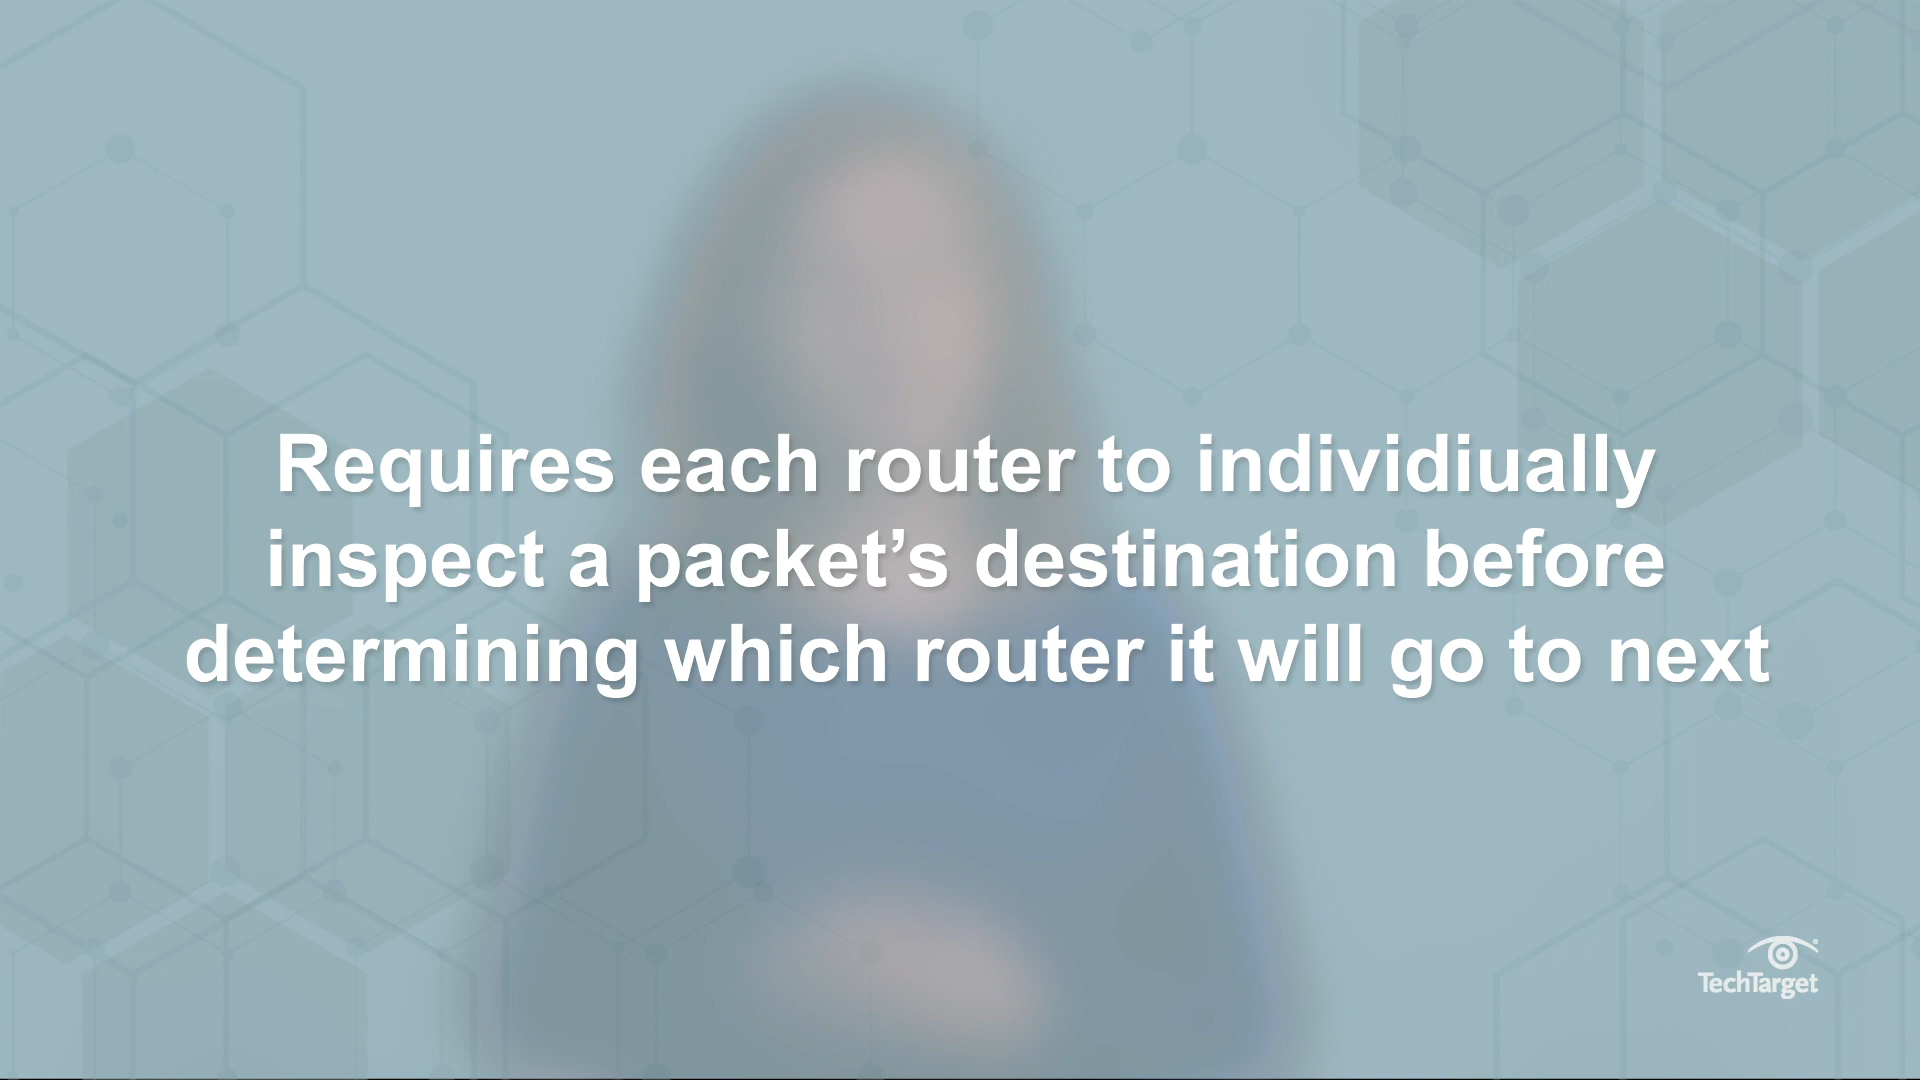 Requires each router to individiually
inspect a packet’s destination before
determining which router it will go to next
TechTarget